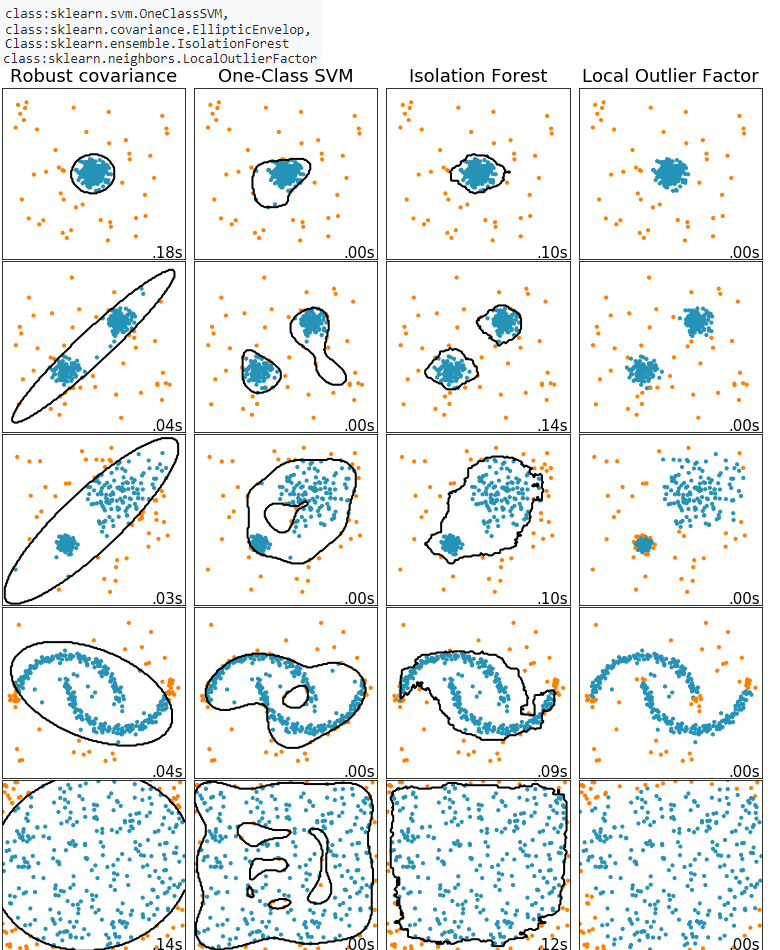 class:sklearn.svm.OneClassSVM,
class:sklearn.covariance.EllipticEnvelop,
Class:sklearn.ensemble.IsolationForest
class:sklearn.neighbors.LocalOutlierFactor
Robust covariance One-Class SVM Isolation Forest Local Outlier Factor
.18s .00s .10s .00s
.04s .00s .14s .00s
.03s .00s .10s .00s
.04s .00s .09s .00s
.14s .00s .12s .00s